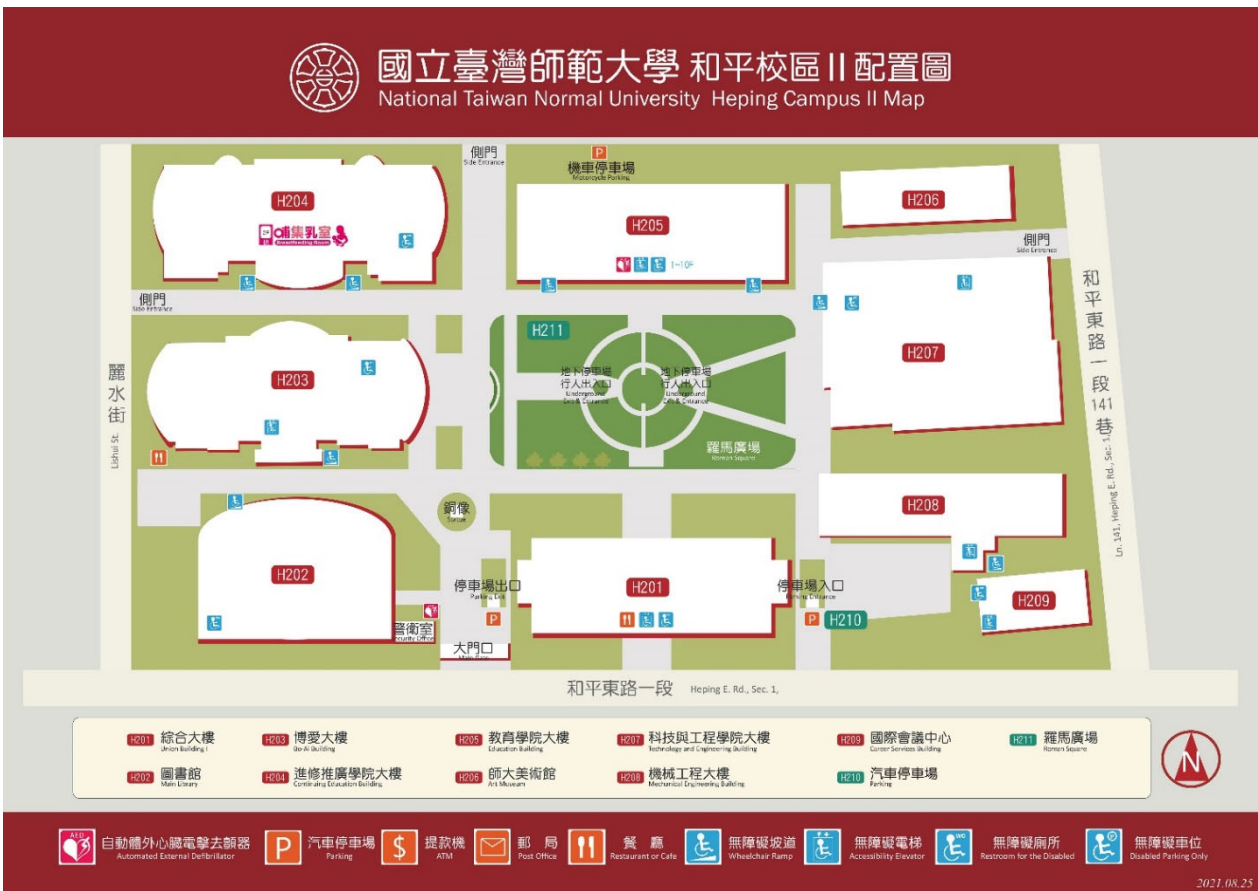 國立臺灣師範大學 和平校區 II 配置圖
National Taiwan Normal University Heping Campus II Map
側門
Side Entrance
P
機車停車場
Motorcycle Parking
H204
哺集乳室
Breastfeeding Room
H205
1~10F
H206
側門
Side Entrance
側門
Side Entrance
H211
地下停車場
行人出入口
Underground
Exit & Entrance
地下停車場
行人出入口
Underground
Exit & Entrance
羅馬廣場
Roman Square
H203
H207
麗水街
Lishui St.
和平東路一段141巷
Ln. 141, Heping E. Rd., Sec. 1,
銅像
Statue
H208
H202
停車場出口
Parking Exit
P
H201
停車場入口
Parking Entrance
P
H210
H209
警衛室
Security Office
大門口
Main Gate
和平東路一段 Heping E. Rd., Sec. 1,
H201 綜合大樓
Union Building I
H203 博愛大樓
Bo-Ai Building
H205 教育學院大樓
Education Building
H207 科技與工程學院大樓
Technology and Engineering Building
H209 國際會議中心
Career Services Building
H211 羅馬廣場
Roman Square
H202 圖書館
Main Library
H204 進修推廣學院大樓
Continuing Education Building
H206 師大美術館
Art Museum
H208 機械工程大樓
Mechanical Engineering Building
H210 汽車停車場
Parking
N
AED
自動體外心臟電擊去顫器
Automated External Defibrillator
P
汽車停車場
Parking
$
提款機
ATM
郵局
Post Office
餐廳
Restaurant or Cafe
無障礙坡道
Wheelchair Ramp
無障礙電梯
Accessibility Elevator
WC
無障礙廁所
Restroom for the Disabled
P
無障礙車位
Disabled Parking Only
2021.08.25